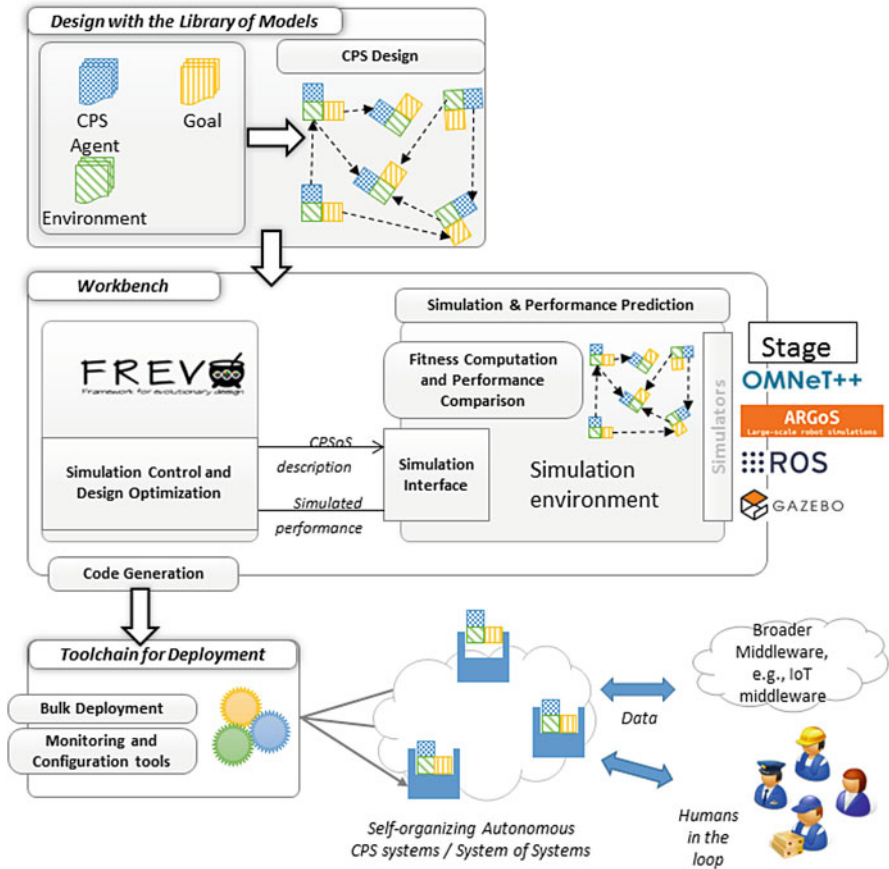 Design with the Library of Models
CPS Design
CPS
Agent
Goal
Environment
Workbench
Simulation & Performance Prediction
FREVO
Framework for evolutionary design
Fitness Computation
and Performance
Comparison
Simulators
Stage
OMNeT++
ARGoS
Large-scale robot simulations
ROS
GAZEBO
Simulation Control and
Design Optimization
CPSoS
description
Simulated
performance
Simulation
Interface
Simulation
environment
Code Generation
Toolchain for Deployment
Bulk Deployment
Monitoring and
Configuration tools
Broader
Middleware,
e.g., IoT
middleware
Data
Self-organizing Autonomous
CPS systems / System of Systems
Humans
in the
loop